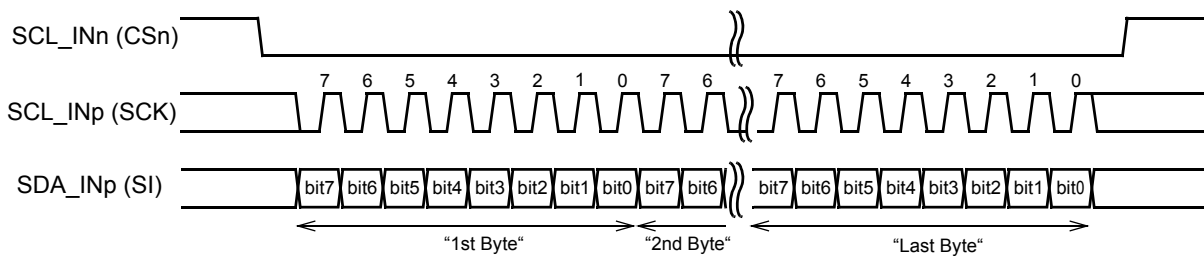 SCL_INn (CSn)
7 6 5 4 3 2 1 0 7 6 7 6 5 4 3 2 1 0
SCL_INp (SCK)
SDA_INp (SI) bit7 bit6 bit5 bit4 bit3 bit2 bit1 bit0 bit7 bit6 bit7 bit6 bit5 bit4 bit3 bit2 bit1 bit0
“1st Byte“ “2nd Byte“ “Last Byte“